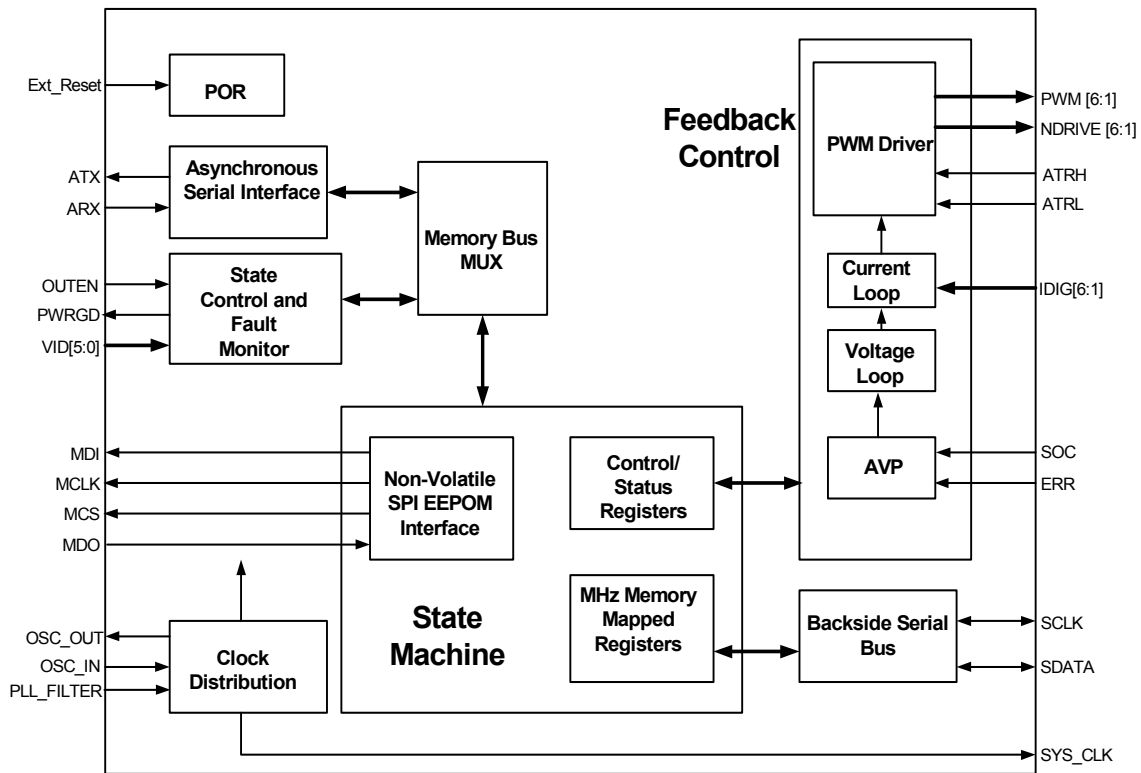 Ext_Reset
POR
ATX
ARX
Asynchronous
Serial Interface
OUTEN
PWRGD
VID[5:0]
State
Control and
Fault
Monitor
Memory Bus
MUX
Feedback
Control
PWM Driver
PWM [6:1]
NDRIVE [6:1]
ATRH
ATRL
Current
Loop
IDIG[6:1]
Voltage
Loop
AVP
SOC
ERR
MDI
MCLK
MCS
MDO
Non-Volatile
SPI EEPOM
Interface
Control/
Status
Registers
State
Machine
MHz Memory
Mapped
Registers
Backside Serial
Bus
SCLK
SDATA
OSC_OUT
OSC_IN
PLL_FILTER
Clock
Distribution
SYS_CLK